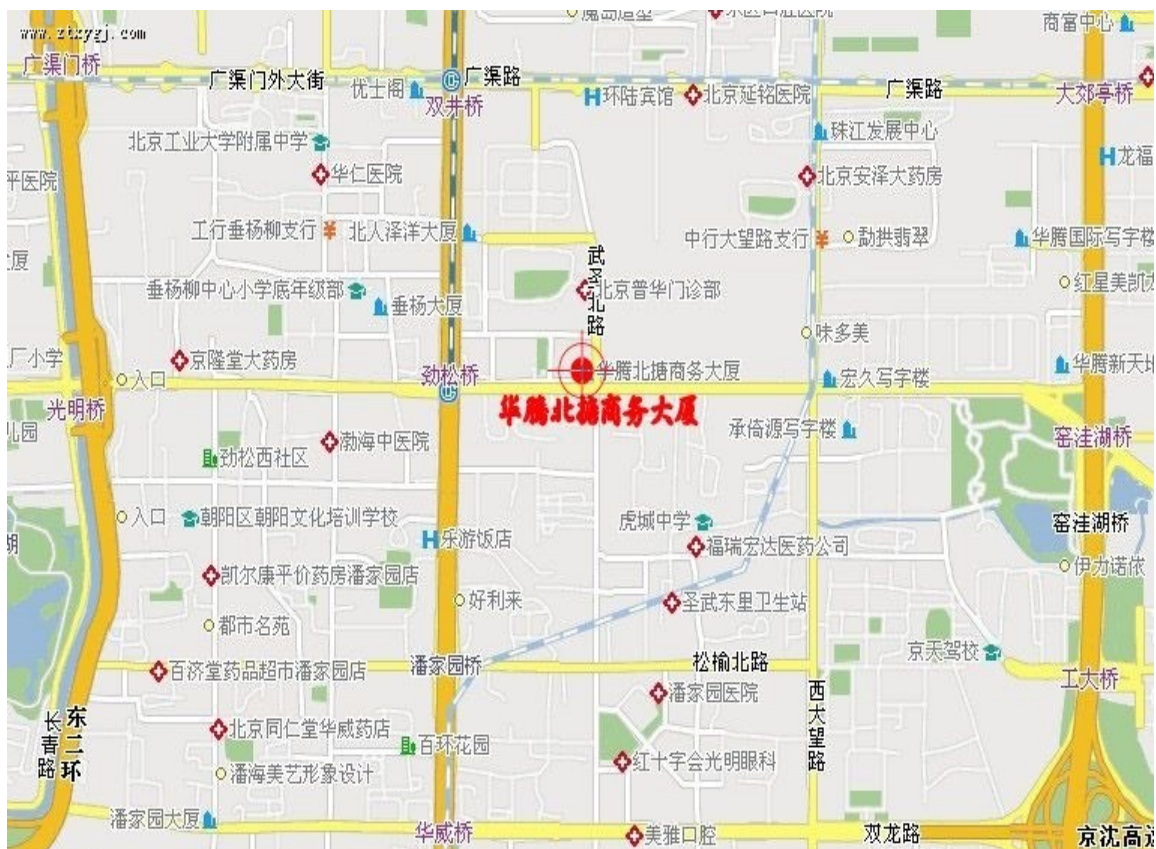 www.ztzygj.com
东区口腔医院
商富中心
广渠门桥
广渠门外大街
优士阁
广渠路
双井桥
环陆宾馆
北京延铭医院
广渠路
大郊亭桥
北京工业大学附属中学
珠江发展中心
华仁医院
北京安泽大药房
龙福
平医院
工行垂杨柳支行
北人泽洋大厦
武圣北路
中行大望路支行
勐拱翡翠
华腾国际写字楼
厦
垂杨柳中心小学底年级部
垂杨大厦
北京普华门诊部
红星美凯龙
味多美
厂小学
京隆堂大药房
入口
劲松桥
华腾北搪商务大厦
宏久写字楼
华腾新天地
光明桥
华腾北搪商务大厦
儿园
渤海中医院
承倚源写字楼
窑洼湖桥
劲松西社区
入口
朝阳区朝阳文化培训学校
虎城中学
窑洼湖桥
湖
乐游饭店
福瑞宏达医药公司
伊力诺依
凯尔康平价药房潘家园店
好利来
圣武东里卫生站
都市名苑
百济堂药品超市潘家园店
潘家园桥
松榆北路
京天驾校
工大桥
潘家园医院
西大望路
长青路
东二环
北京同仁堂华威药店
百环花园
红十字会光明眼科
潘海美艺形象设计
潘家园大厦
华威桥
美雅口腔
双龙路
京沈高速